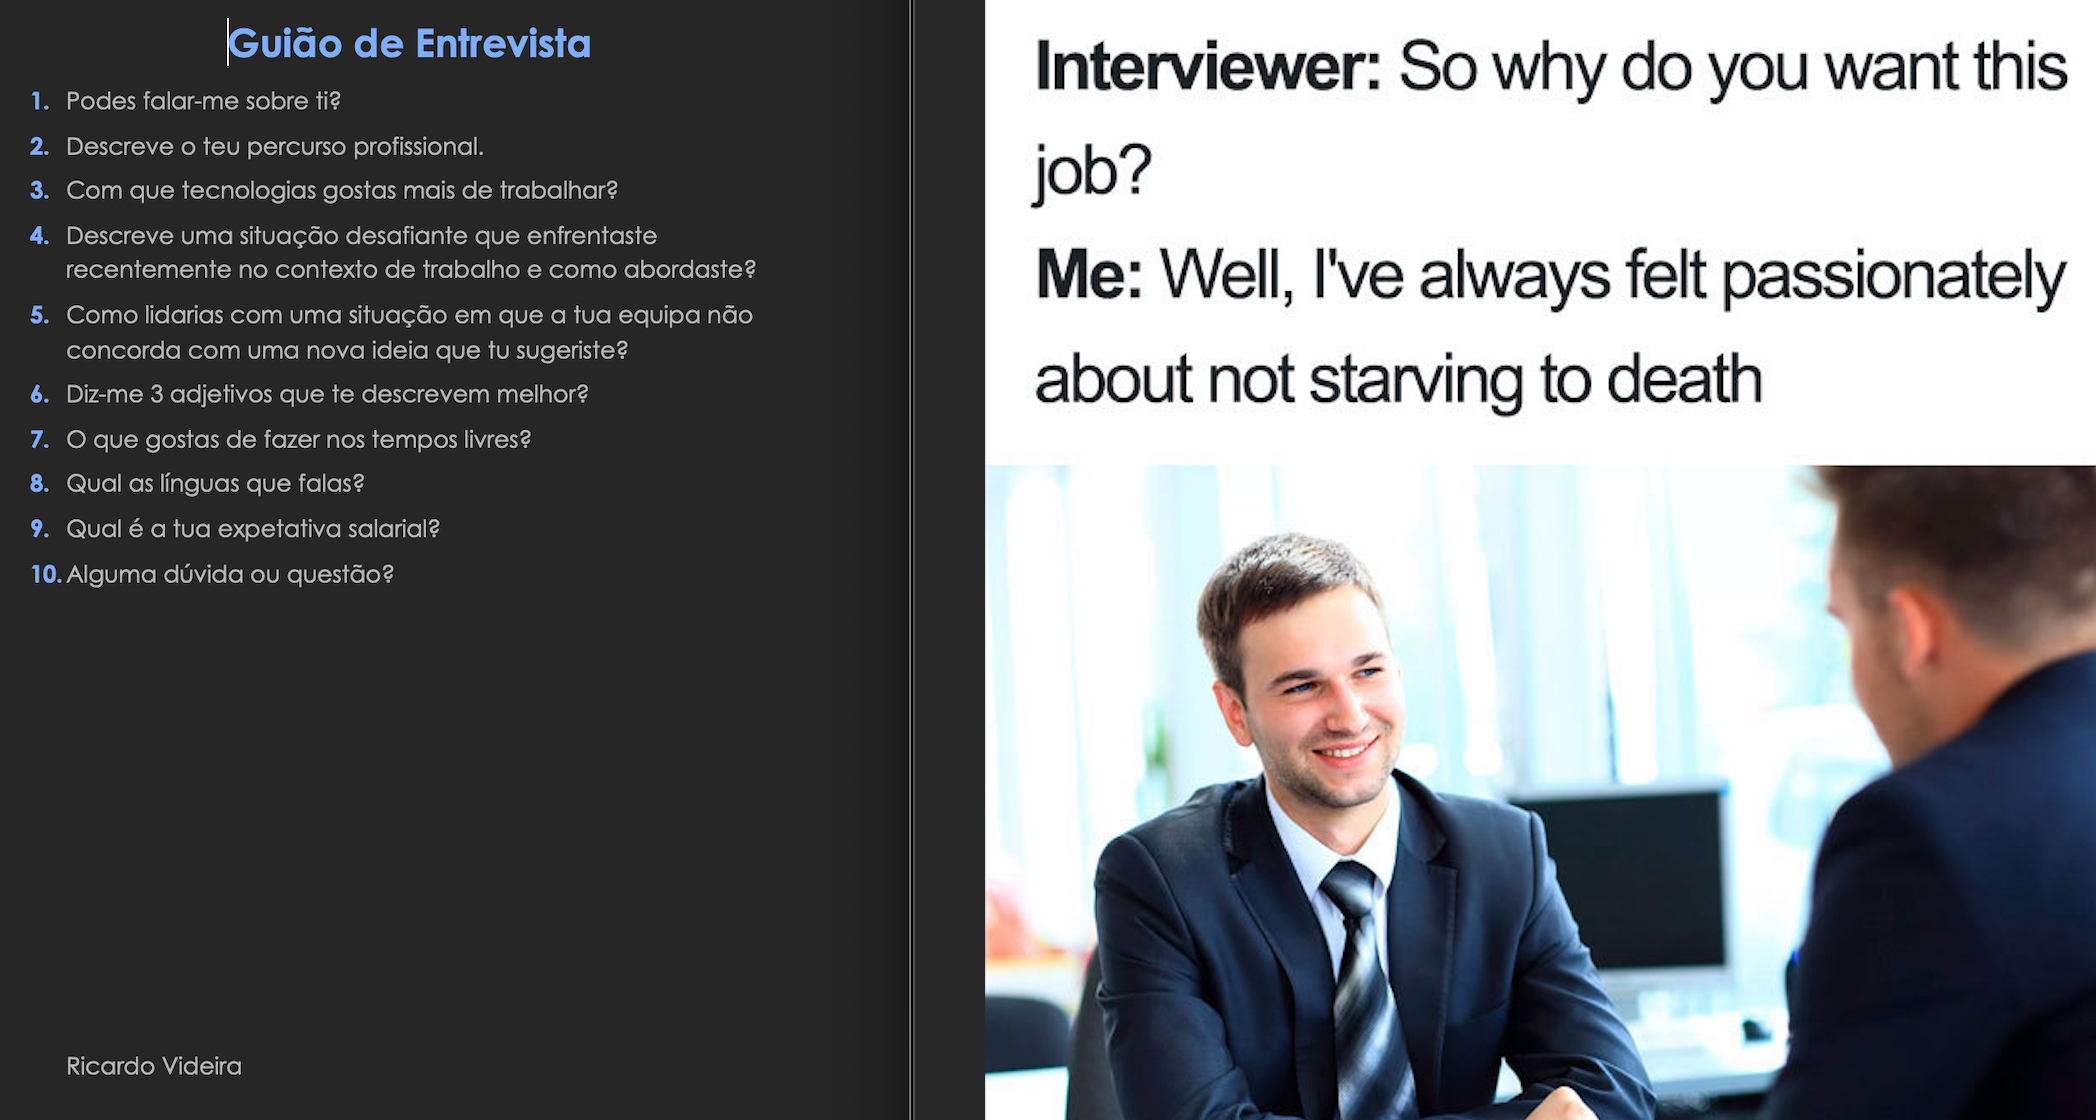 Guião de Entrevista
1. Podes falar-me sobre ti?
2. Descreve o teu percurso profissional.
3. Com que tecnologias gostas mais de trabalhar?
4. Descreve uma situação desafiante que enfrentaste
recentemente no contexto de trabalho e como abordaste?
5. Como lidarias com uma situação em que a tua equipa não
concorda com uma nova ideia que tu sugeriste?
6. Diz-me 3 adjetivos que te descrevem melhor?
7. O que gostas de fazer nos tempos livres?
8. Qual as línguas que falas?
9. Qual é a tua expetativa salarial?
10. Alguma dúvida ou questão?
Ricardo Videira
Interviewer: So why do you want this
job?
Me: Well, I've always felt passionately
about not starving to death